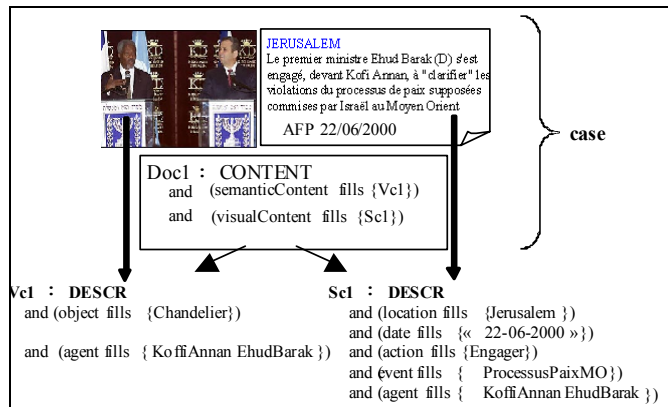 JERUSALEM
Le premier ministre Ehud Barak (D) s'est
engagé, devant Kofi Annan, à "clarifier" les
violations du processus de paix supposées
commises par Israël au Moyen Orient
AFP 22/06/2000
case
Doc1 : CONTENT
and (semanticContent fills {Vc1})
and (visualContent fills {Sc1})
Vc1 : DESCR
and (object fills {Chandelier})
and (agent fills { KoffiAnnan EhudBarak })
Sc1 : DESCR
and (location fills {Jerusalem })
and (date fills {« 22-06-2000 »})
and (action fills {Engager})
and (event fills { ProcessusPaixMO })
and (agent fills { KoffiAnnan EhudBarak })